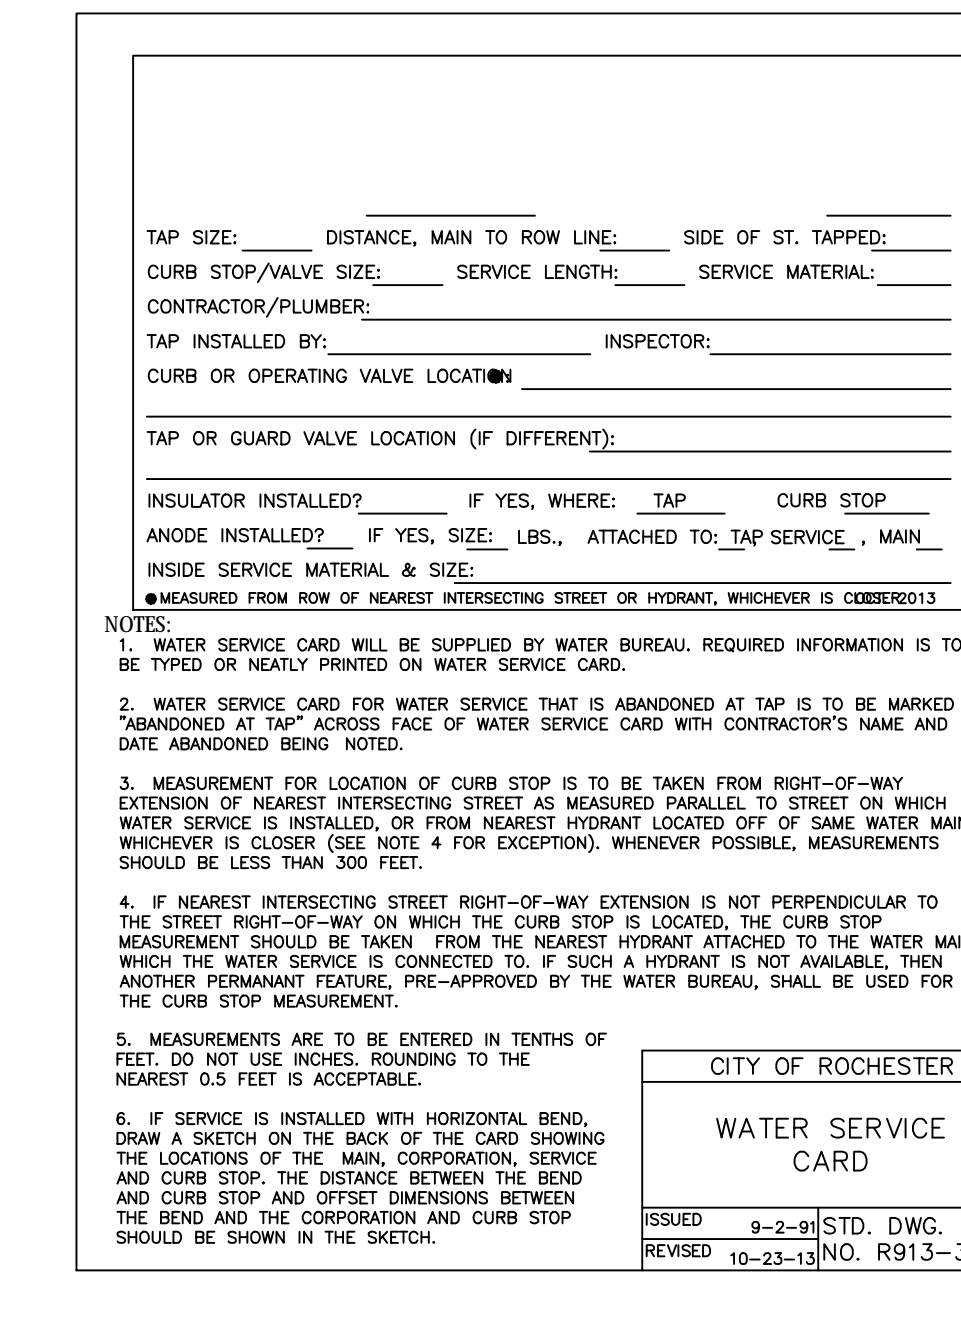 TAP SIZE: DISTANCE, MAIN TO ROW LINE: SIDE OF ST. TAPPED:
CURB STOP/VALVE SIZE: SERVICE LENGTH: SERVICE MATERIAL:
CONTRACTOR/PLUMBER:
TAP INSTALLED BY: INSPECTOR:
CURB OR OPERATING VALVE LOCATION
TAP OR GUARD VALVE LOCATION (IF DIFFERENT):
INSULATOR INSTALLED? IF YES, WHERE: TAP CURB STOP
ANODE INSTALLED? IF YES, SIZE: LBS., ATTACHED TO: TAP, SERVICE , MAIN
INSIDE SERVICE MATERIAL & SIZE:
●MEASURED FROM ROW OF NEAREST INTERSECTING STREET OR HYDRANT, WHICHEVER IS CLOSER 2013
NOTES:
1. WATER SERVICE CARD WILL BE SUPPLIED BY WATER BUREAU. REQUIRED INFORMATION IS TO
BE TYPED OR NEATLY PRINTED ON WATER SERVICE CARD.
2. WATER SERVICE CARD FOR WATER SERVICE THAT IS ABANDONED AT TAP IS TO BE MARKED
"ABANDONED AT TAP" ACROSS FACE OF WATER SERVICE CARD WITH CONTRACTOR'S NAME AND
DATE ABANDONED BEING NOTED.
3. MEASUREMENT FOR LOCATION OF CURB STOP IS TO BE TAKEN FROM RIGHT-OF-WAY
EXTENSION OF NEAREST INTERSECTING STREET AS MEASURED PARALLEL TO STREET ON WHICH
WATER SERVICE IS INSTALLED, OR FROM NEAREST HYDRANT LOCATED OFF OF SAME WATER MAIN
WHICHEVER IS CLOSER (SEE NOTE 4 FOR EXCEPTION). WHENEVER POSSIBLE, MEASUREMENTS
SHOULD BE LESS THAN 300 FEET.
4. IF NEAREST INTERSECTING STREET RIGHT-OF-WAY EXTENSION IS NOT PERPENDICULAR TO
THE STREET RIGHT-OF-WAY ON WHICH THE CURB STOP IS LOCATED, THE CURB STOP
MEASUREMENT SHOULD BE TAKEN FROM THE NEAREST HYDRANT ATTACHED TO THE WATER MAI
WHICH THE WATER SERVICE IS CONNECTED TO. IF SUCH A HYDRANT IS NOT AVAILABLE, THEN
ANOTHER PERMANANT FEATURE, PRE-APPROVED BY THE WATER BUREAU, SHALL BE USED FOR
THE CURB STOP MEASUREMENT.
5. MEASUREMENTS ARE TO BE ENTERED IN TENTHS OF
FEET. DO NOT USE INCHES. ROUNDING TO THE
NEAREST 0.5 FEET IS ACCEPTABLE.
6. IF SERVICE IS INSTALLED WITH HORIZONTAL BEND,
DRAW A SKETCH ON THE BACK OF THE CARD SHOWING
THE LOCATIONS OF THE MAIN, CORPORATION, SERVICE
AND CURB STOP. THE DISTANCE BETWEEN THE BEND
AND CURB STOP AND OFFSET DIMENSIONS BETWEEN
THE BEND AND THE CORPORATION AND CURB STOP
SHOULD BE SHOWN IN THE SKETCH.
CITY OF ROCHESTER
WATER SERVICE
CARD
ISSUED 9-2-91
REVISED 10-23-13
STD. DWG.
NO. R913-3